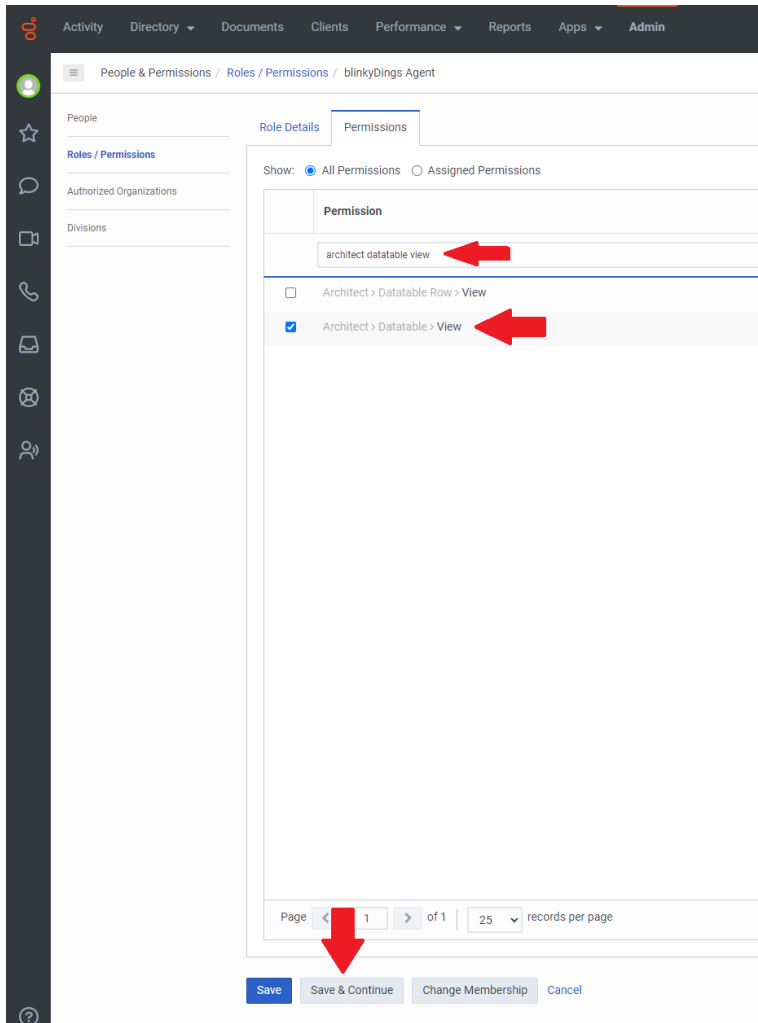 Activity Directory Documents Clients Performance Reports Apps Admin
People & Permissions / Roles / Permissions / blinkyDings Agent
People
Roles / Permissions
Authorized Organizations
Divisions
Role Details Permissions
Show: All Permissions Assigned Permissions
Permission
architect datatable view
Architect > Datatable Row > View
Architect > Datatable > View
Page 1 of 1 25 records per page
Save Save & Continue Change Membership Cancel